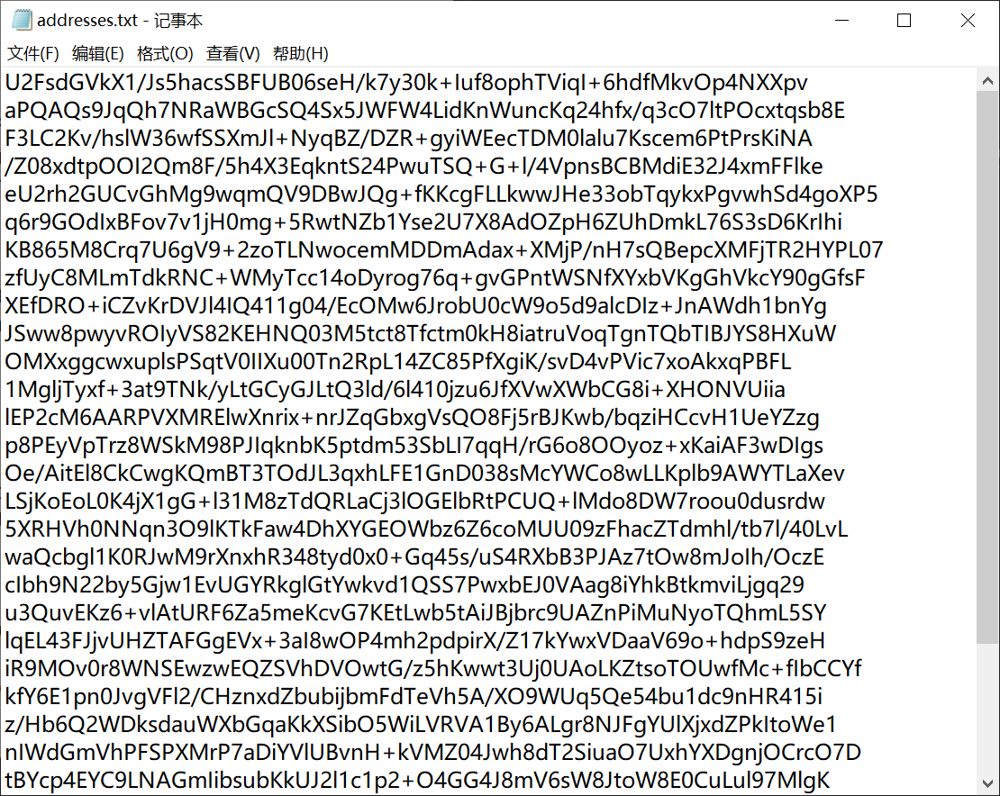 addresses.txt - 记事本
文件(F) 编辑(E) 格式(O) 查看(V) 帮助(H)
U2FsdGVkX1/Js5hacsSBFUB06seH/k7y30k+Iuf8ophTViqI+6hdfMkvOp4NXXpv
aPQAQs9JqQh7NRaWBGcSQ4Sx5JWFW4LidKnWuncKq24hfx/q3cO7ltPOcxtqsb8E
F3LC2Kv/hslW36wfSSXmJl+NyqBZ/DZR+gyiWEecTDM0lalu7Kscem6PtPrsKiNA
/Z08xdtpOOI2Qm8F/5h4X3EqkntS24PwuTSQ+G+l/4VpnsBCBMdiE32J4xmFFlke
eU2rh2GUCvGhMg9wqmQV9DBwJQg+fKKcgFLLkwwJHe33obTqykxPgvwhSd4goXP5
q6r9GOdIxBFov7v1jH0mg+5RwtNZb1Yse2U7X8AdOZpH6ZUhDmkL76S3sD6KrIhi
KB865M8Crq7U6gV9+2zoTLNwocemMDDmAdax+XMjP/nH7sQBepcXMFjTR2HYPL07
zfUyC8MLmTdkRNC+WMyTcc14oDyrog76q+gvGPntWSNfXYxbVKgGhVkcY90gGfsF
XEfDRO+iCZvKrDVJl4IQ411g04/EcOMw6JrobU0cW9o5d9alcDIz+JnAWdh1bnYg
JSww8pwyvROIyVS82KEHNQ03M5tct8Tfctm0kH8iatruVoqTgnTQbTIBJYS8HXuW
OMXxggcwxupIsPSqtV0IIXu00Tn2RpL14ZC85PfXgiK/svD4vPVic7xoAkxqPBFL
1MgljTyxf+3at9TNk/yLtGCyGJLtQ3ld/6l410jzu6JfXVwXWbCG8i+XHONVUiia
lEP2cM6AARPVXMRElwXnrix+nrJZqGbxgVsQO8Fj5rBJKwb/bqziHCcvH1UeYZzg
p8PEyVpTrz8WSkM98PJIqknbK5ptdm53SbLI7qqH/rG6o8OOyoz+xKaiAF3wDIgs
Oe/AitEl8CkCwgKQmBT3TOdJL3qxhLFE1GnD038sMcYWCo8wLLKplb9AWYTLaXev
LSjKoEoL0K4jX1gG+l31M8zTdQRLaCj3lOGElbRtPCUQ+lMdo8DW7roou0dusrdw
5XRHVh0NNqn3O9lKTkFaw4DhXYGEOWbz6Z6coMUU09zFhacZTdmhl/tb7l/40LvL
waQcbgl1K0RJwM9rXnxhR348tyd0x0+Gq45s/uS4RXbB3PJAz7tOw8mJoIh/OczE
cIbh9N22by5Gjw1EvUGYRkglGtYwkvd1QSS7PwxbEJ0VAag8iYhkBtkmviLjgq29
u3QuvEKz6+vlAtURF6Za5meKcvG7KEtLwb5tAiJBjbrc9UAZnPiMuNyoTQhmL5SY
lqEL43FJjvUHZTAFGgEVx+3aI8wOP4mh2pdpirX/Z17kYwxVDaaV69o+hdpS9zeH
iR9MOv0r8WNSEwzwEQZSVhDVOwtG/z5hKwwt3Uj0UAoLKZtsoTOUwfMc+fIbCCYf
kfY6E1pn0JvgVFl2/CHznxdZbubijbmFdTeVh5A/XO9WUq5Qe54bu1dc9nHR415i
z/Hb6Q2WDksdauWXbGqaKkXSibO5WiLVRVA1By6ALgr8NJFgYUlXjxdZPkItoWe1
nIWdGmVhPFSPXMrP7aDiYVlUBvnH+kVMZ04Jwh8dT2SiuaO7UxhYXDgnjOCrcO7D
tBYcp4EYC9LNAGmIibsubKkUJ2l1c1p2+O4GG4J8mV6sW8JtoW8E0CuLul97MlgK